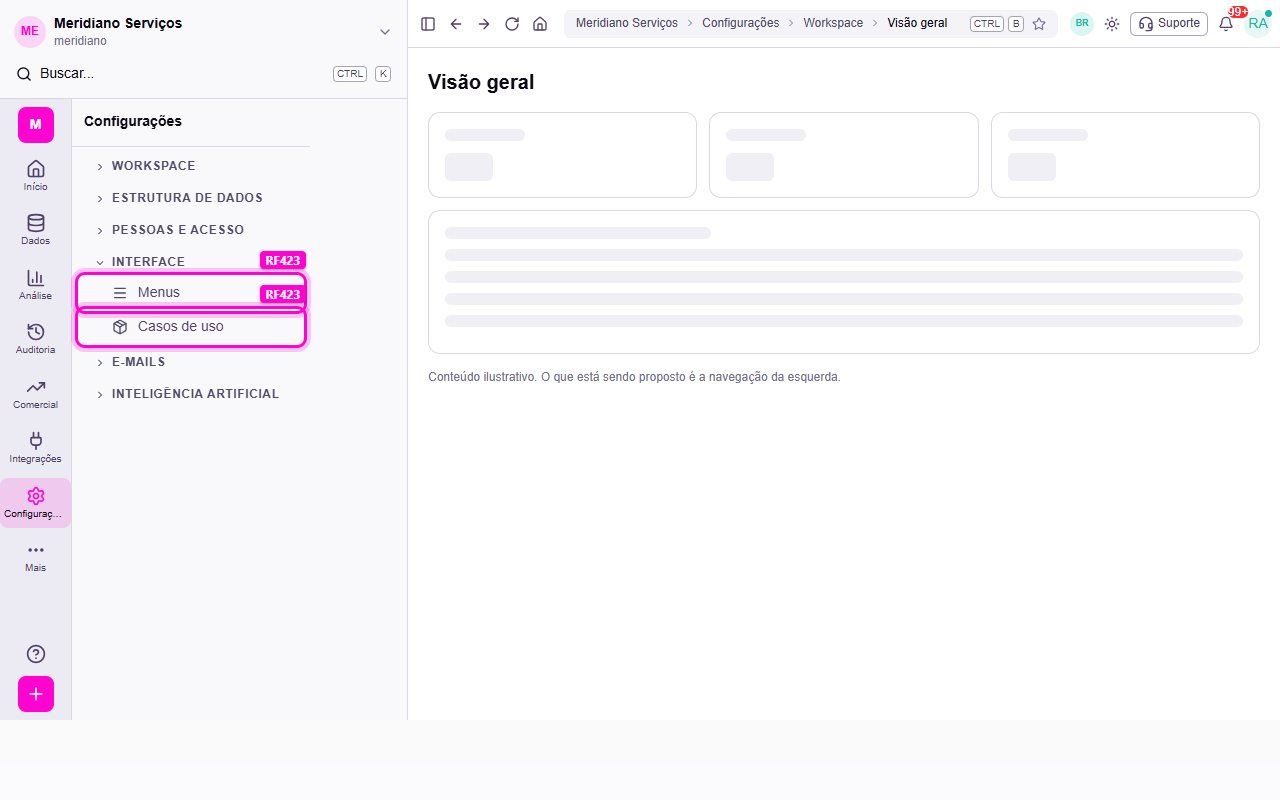 ME
Meridiano Serviços
meridiano
Buscar...
CTRL K
M
Início
Dados
Análise
Auditoria
Comercial
Integrações
Configuraç...
Mais
Configurações
WORKSPACE
ESTRUTURA DE DADOS
PESSOAS E ACESSO
INTERFACE RF423
Menus RF423
Casos de uso
E-MAILS
INTELIGÊNCIA ARTIFICIAL
Meridiano Serviços > Configurações > Workspace > Visão geral CTRL B BR Suporte 99+ RA
Visão geral
Conteúdo ilustrativo. O que está sendo proposto é a navegação da esquerda.